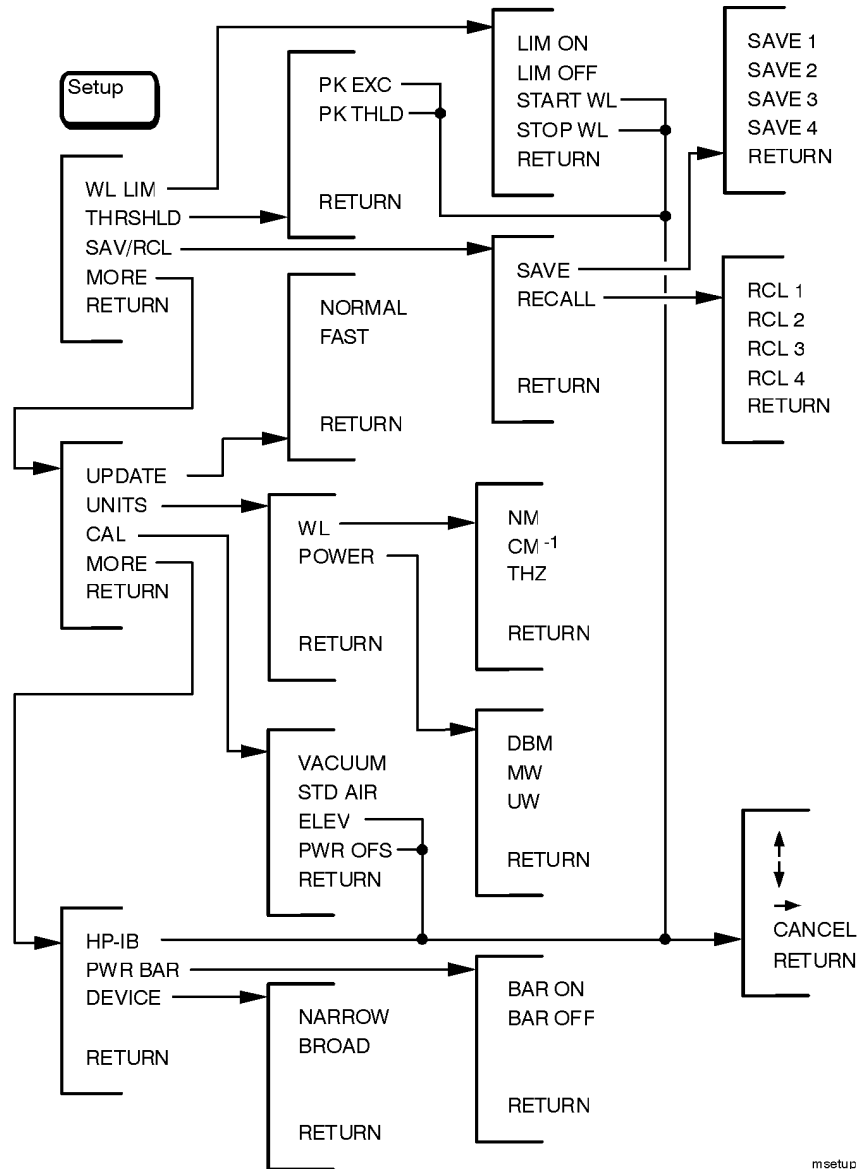 Setup
WL LIM
THRSHLD
SAV/RCL
MORE
RETURN
PK EXC
PK THLD
RETURN
LIM ON
LIM OFF
START WL
STOP WL
RETURN
SAVE 1
SAVE 2
SAVE 3
SAVE 4
RETURN
SAVE
RECALL
RETURN
RCL 1
RCL 2
RCL 3
RCL 4
RETURN
NORMAL
FAST
RETURN
UPDATE
UNITS
CAL
MORE
RETURN
WL
POWER
RETURN
NM
CM⁻¹
THZ
RETURN
VACUUM
STD AIR
ELEV
PWR OFS
RETURN
DBM
MW
UW
RETURN
HP-IB
PWR BAR
DEVICE
RETURN
NARROW
BROAD
RETURN
BAR ON
BAR OFF
RETURN
CANCEL
RETURN
msetup